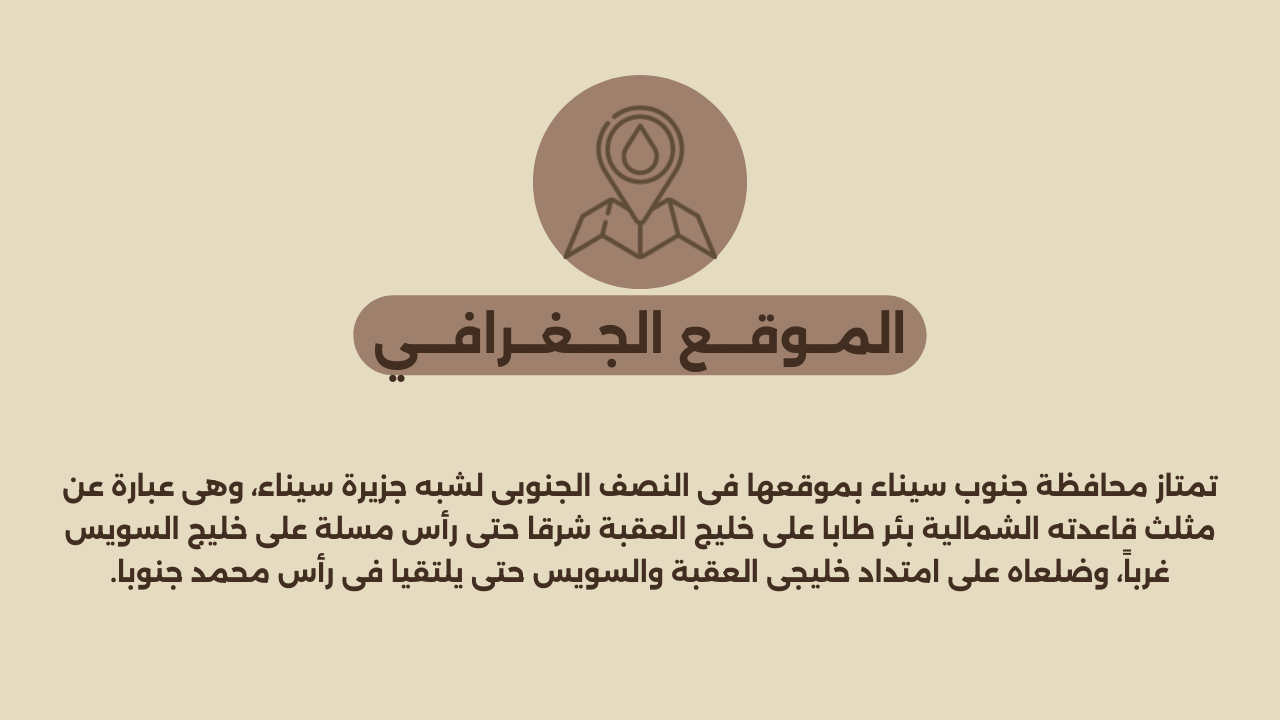 المـوقـع الجـغـرافـي
تمتاز محافظة جنوب سيناء بموقعها فى النصف الجنوبى لشبه جزيرة سيناء، وهى عبارة عن
مثلث قاعدته الشمالية بئر طابا على خليج العقبة شرقا حتى رأس مسلة على خليج السويس
غرباً، وضلعاه على امتداد خليجى العقبة والسويس حتى يلتقيا فى رأس محمد جنوبا.